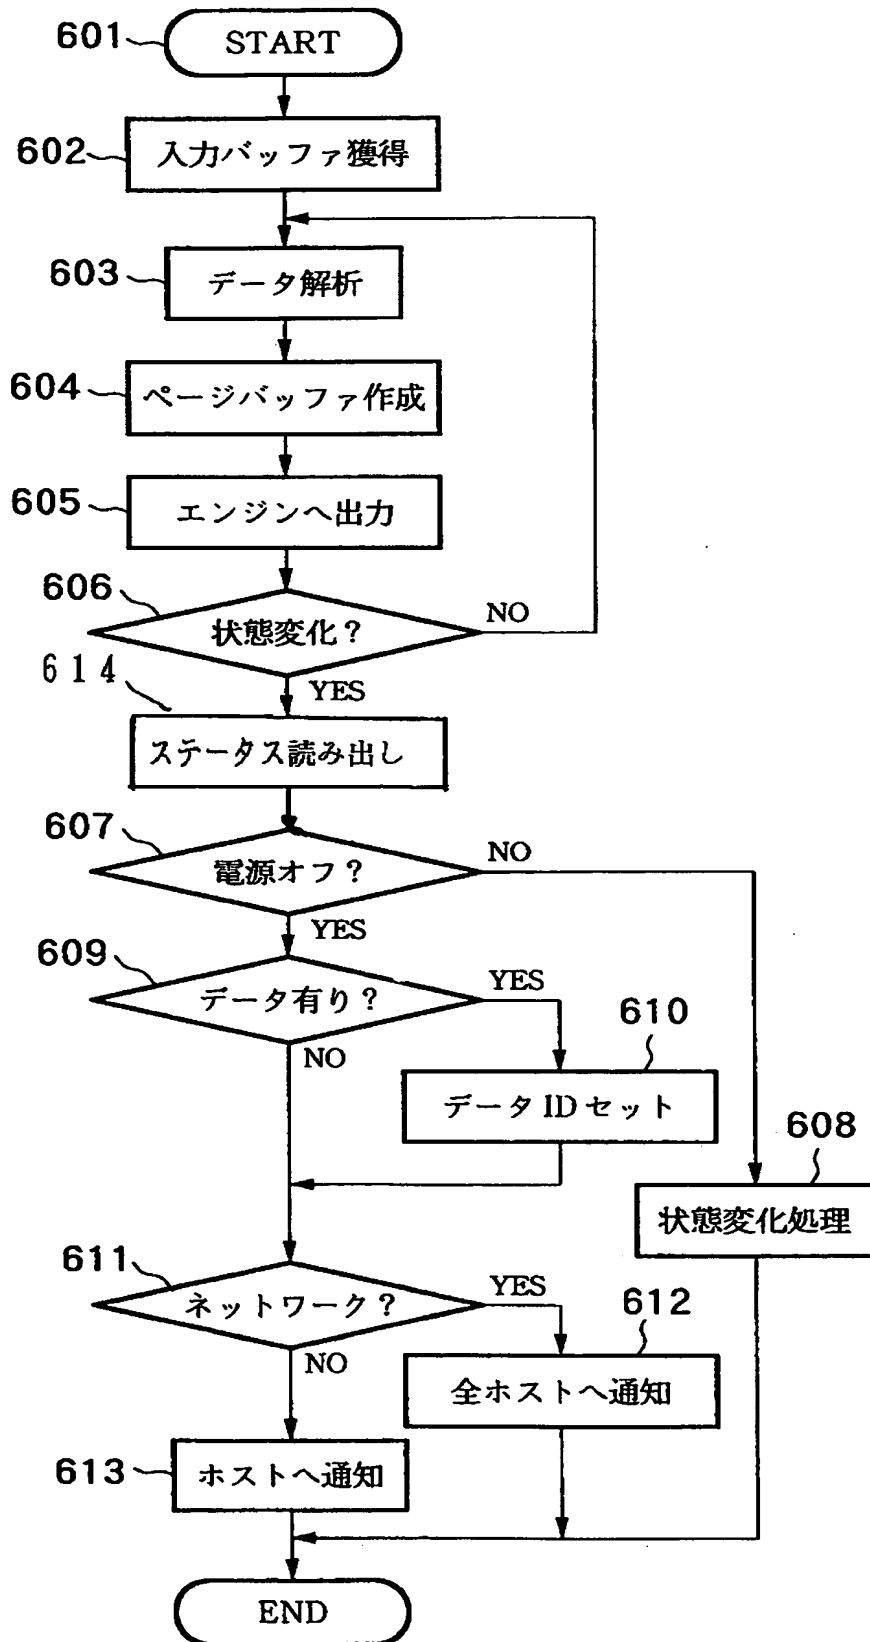 601 START
602 入力バッファ獲得
603 データ解析
604 ページバッファ作成
605 エンジンへ出力
606 状態変化？ NO
YES
614
ステータス読み出し
607 電源オフ？ NO
YES
609 データ有り？ YES
NO
610
データIDセット
608
状態変化処理
611 ネットワーク？ YES
NO
612
全ホストへ通知
613 ホストへ通知
END